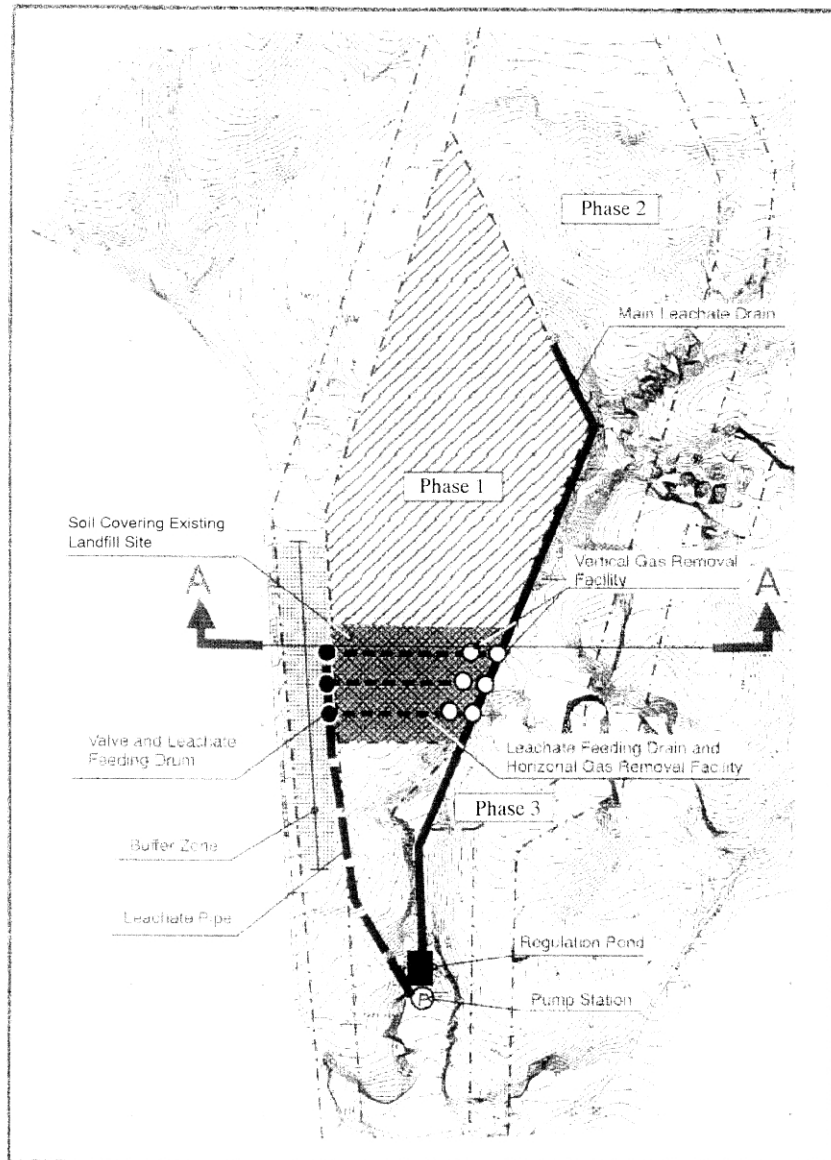 Phase 2
Main Leachate Drain
Phase 1
Soil Covering Existing
Landfill Site
Vertical Gas Removal
Facility
A
A
Valve and Leachate
Feeding Drum
Leachate Feeding Drain and
Horizonal Gas Removal Facility
Phase 3
Buffer Zone
Leachate Pipe
Regulation Pond
P
Pump Station